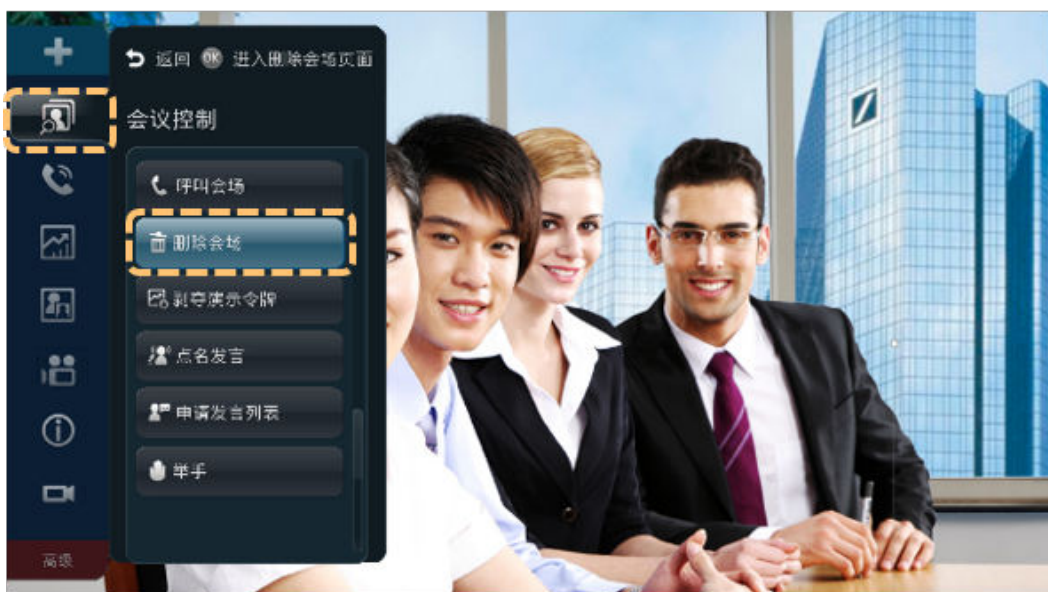 返回 OK 进入删除会场页面
会议控制
呼叫会场
删除会场
剥夺演示令牌
点名发言
申请发言列表
举手
高级